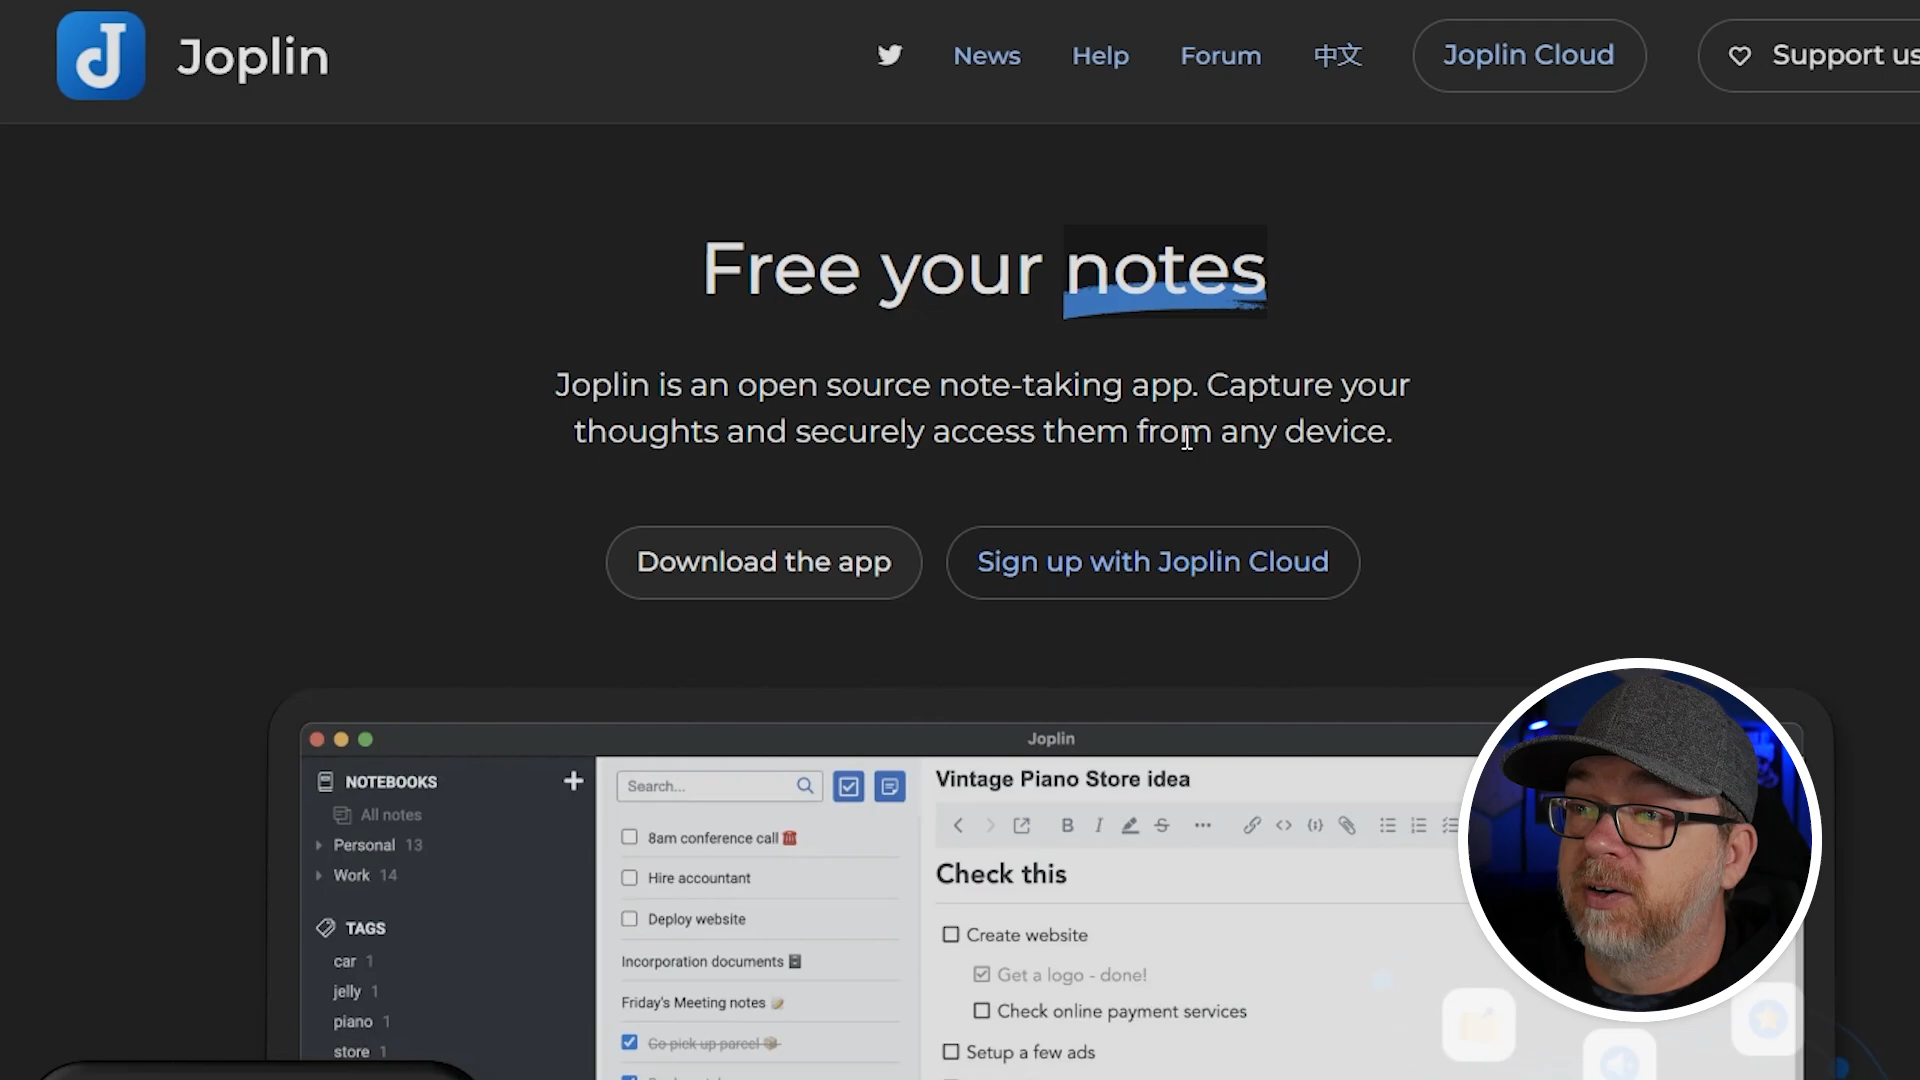 Joplin
News
Help
Forum
中文
Joplin Cloud
Support us
Free your notes
Joplin is an open source note-taking app. Capture your
thoughts and securely access them from any device.
Download the app
Sign up with Joplin Cloud
Joplin
NOTEBOOKS
All notes
Personal 13
Work 14
TAGS
car 1
jelly 1
piano 1
store 1
Search...
8am conference call
Hire accountant
Deploy website
Incorporation documents
Friday's Meeting notes
Go pick up parcel
Vintage Piano Store idea
B I S
Check this
Create website
Get a logo - done!
Check online payment services
Setup a few ads